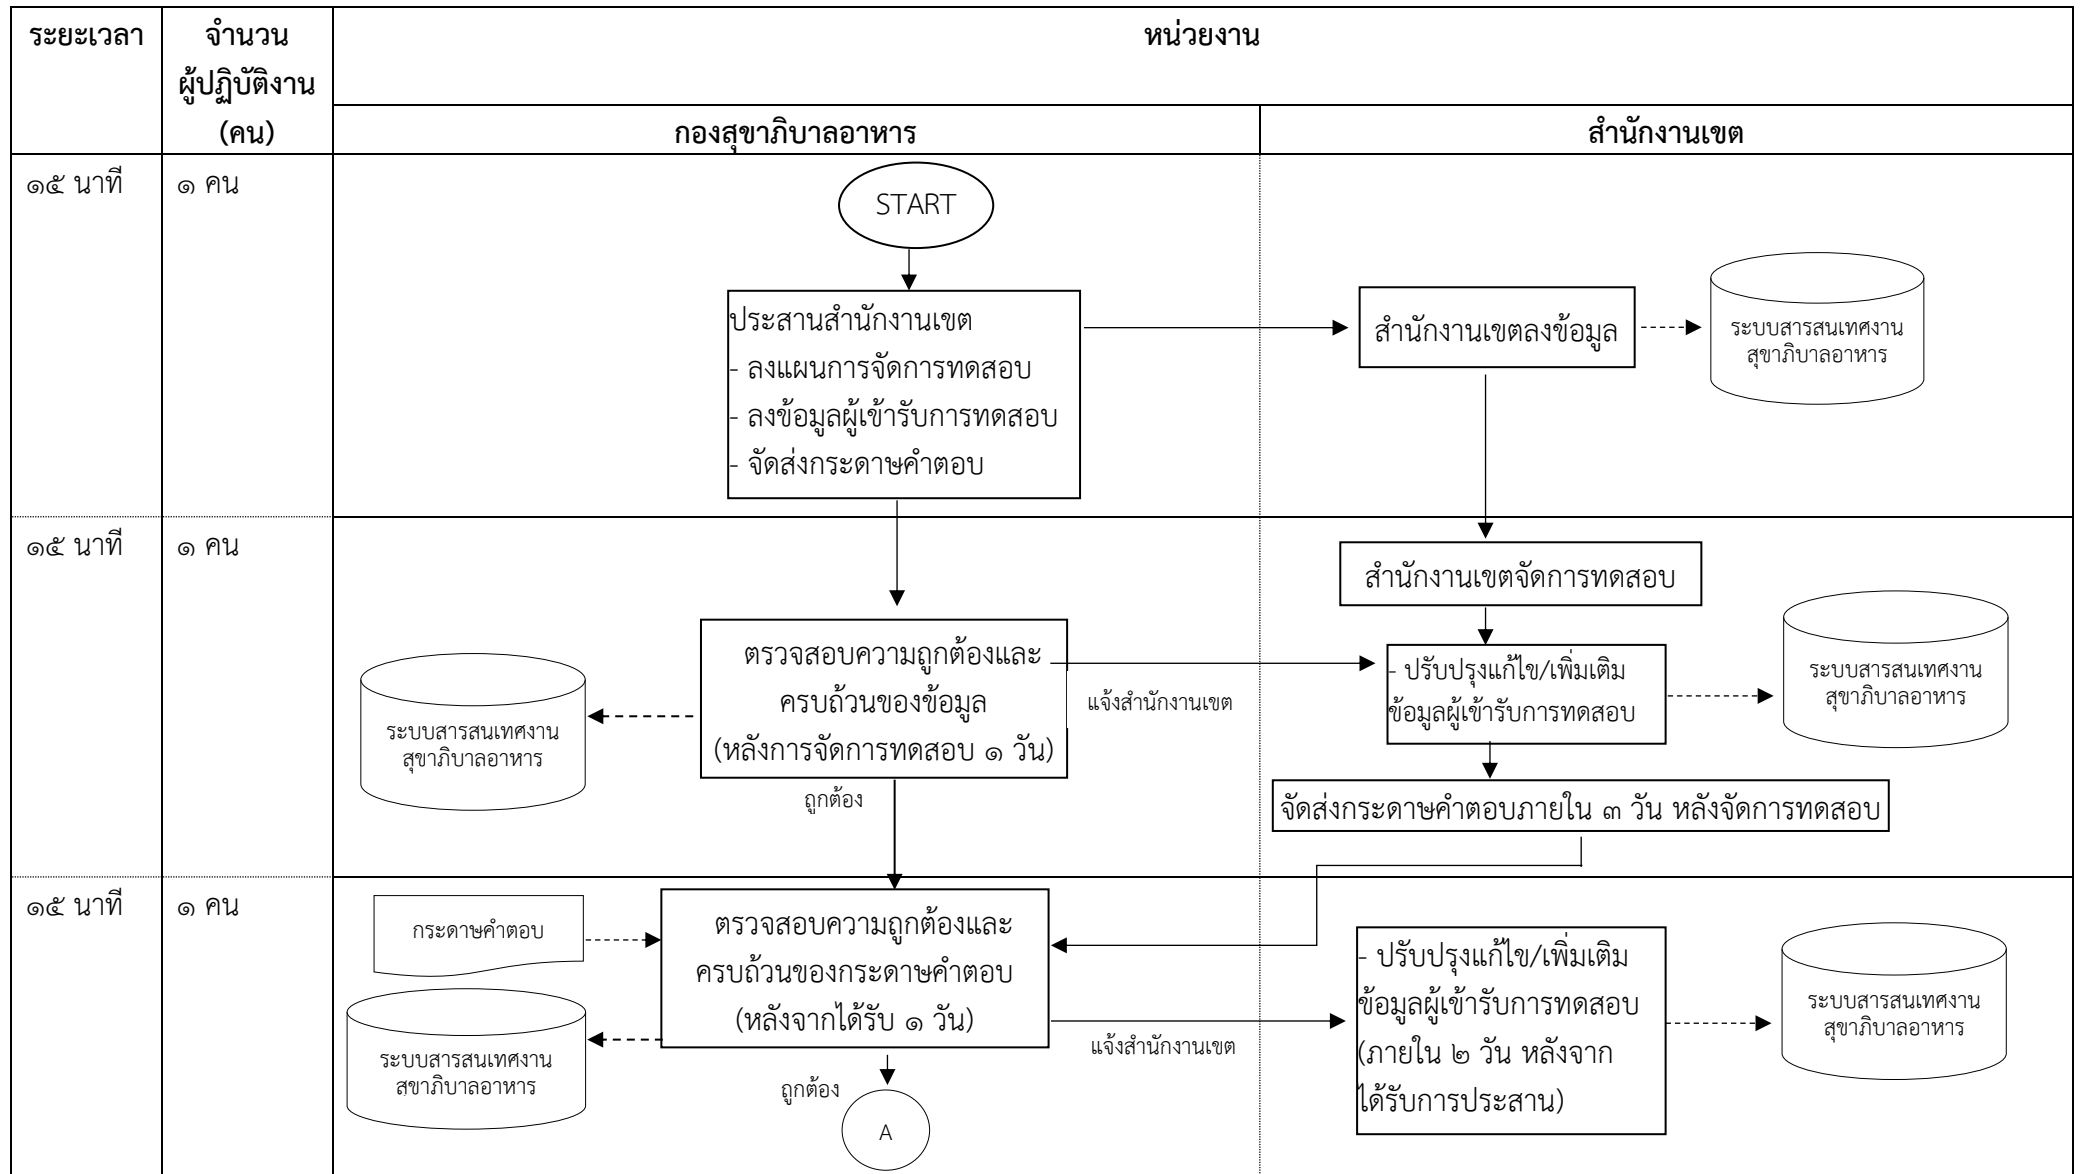 ระยะเวลา
จำนวน
ผู้ปฏิบัติงาน
(คน)
หน่วยงาน
กองสุขาภิบาลอาหาร
สำนักงานเขต
๑๕ นาที
๑ คน
START
ประสานสำนักงานเขต
- ลงแผนการจัดการทดสอบ
- ลงข้อมูลผู้เข้ารับการทดสอบ
- จัดส่งกระดาษคำตอบ
สำนักงานเขตลงข้อมูล
ระบบสารสนเทศงาน
สุขาภิบาลอาหาร
๑๕ นาที
๑ คน
สำนักงานเขตจัดการทดสอบ
ตรวจสอบความถูกต้องและ
ครบถ้วนของข้อมูล
(หลังการจัดการทดสอบ ๑ วัน)
ระบบสารสนเทศงาน
สุขาภิบาลอาหาร
แจ้งสำนักงานเขต
- ปรับปรุงแก้ไข/เพิ่มเติม
ข้อมูลผู้เข้ารับการทดสอบ
ระบบสารสนเทศงาน
สุขาภิบาลอาหาร
ถูกต้อง
จัดส่งกระดาษคำตอบภายใน ๓ วัน หลังจัดการทดสอบ
๑๕ นาที
๑ คน
กระดาษคำตอบ
ตรวจสอบความถูกต้องและ
ครบถ้วนของกระดาษคำตอบ
(หลังจากได้รับ ๑ วัน)
ระบบสารสนเทศงาน
สขาภิบาลอาหาร
แจ้งสำนักงานเขต
- ปรับปรุงแก้ไข/เพิ่มเติม
ข้อมูลผู้เข้ารับการทดสอบ
(ภายใน ๒ วัน หลังจาก
ได้รับการประสาน)
ระบบสารสนเทศงาน
สุขาภิบาลอาหาร
ถูกต้อง
A